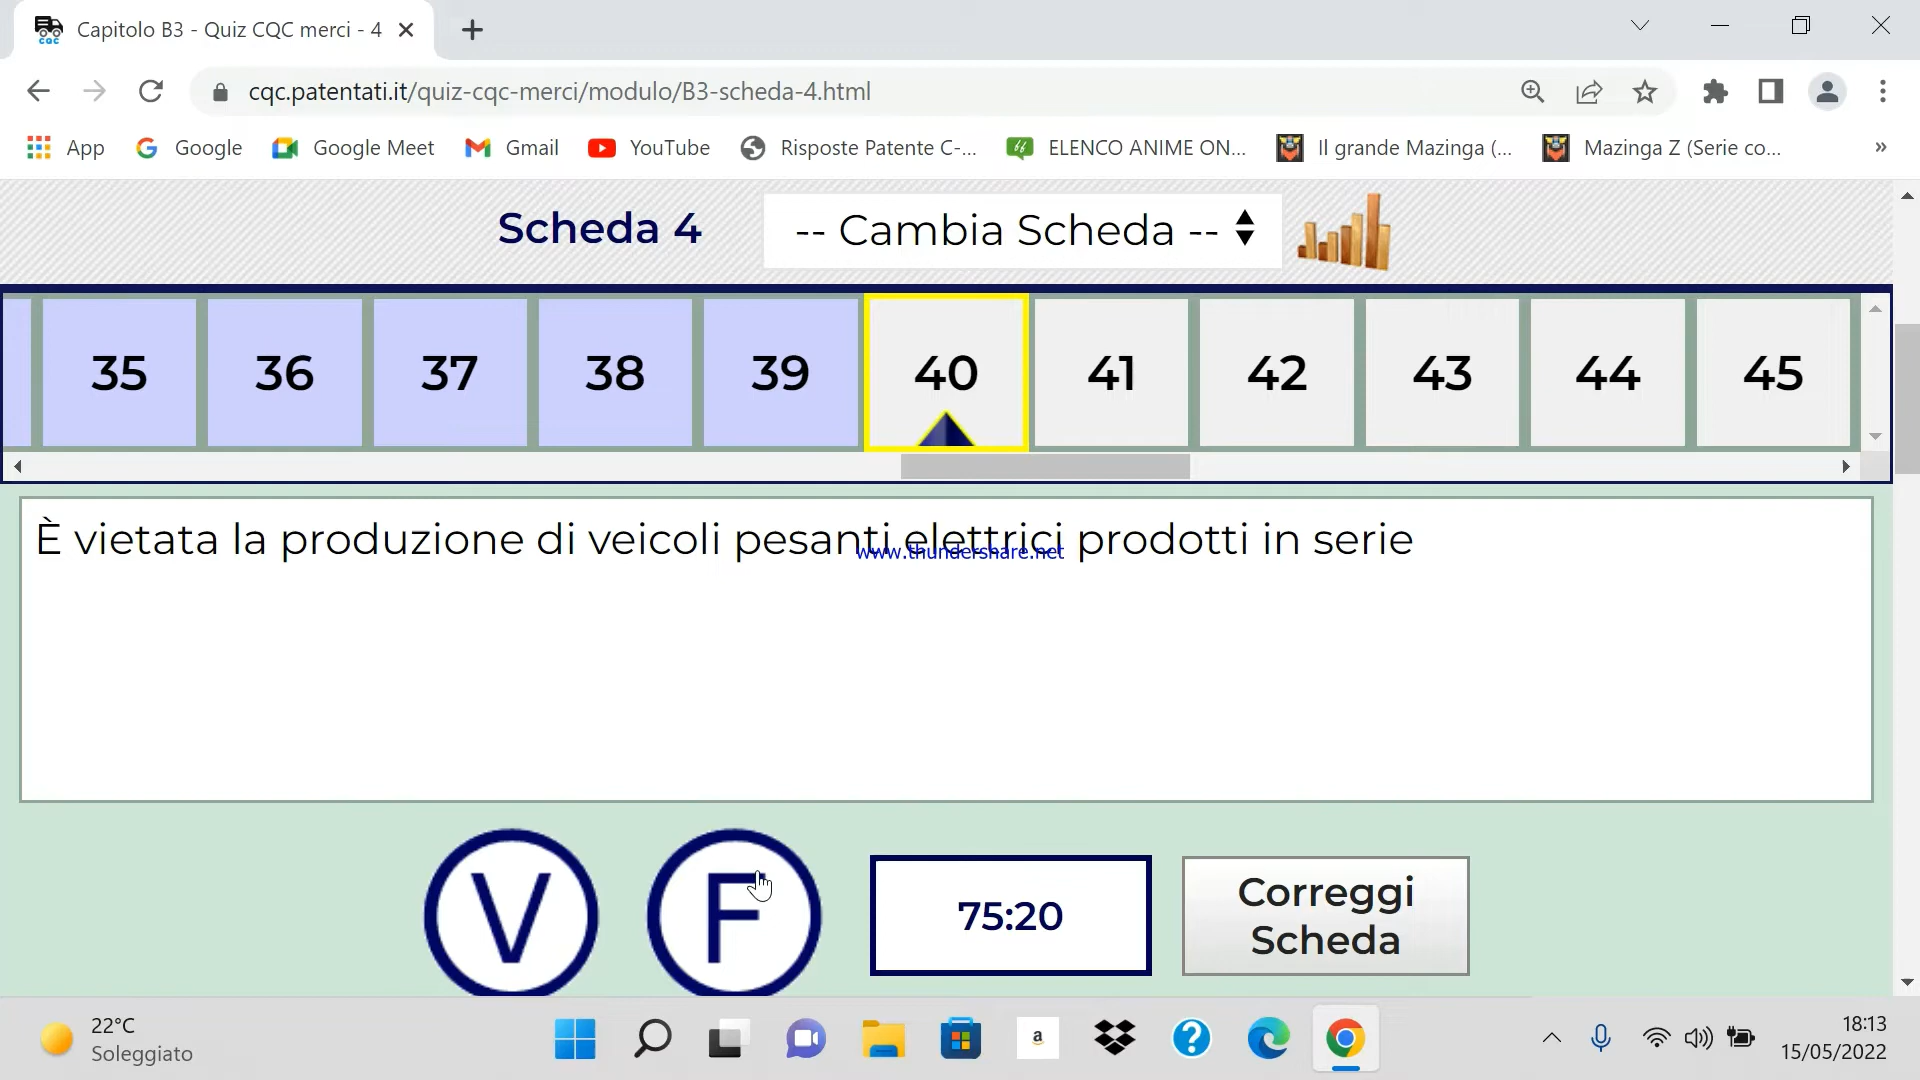 Capitolo B3 - Quiz CQC merci - 4
cqc.patentati.it/quiz-cqc-merci/modulo/B3-scheda-4.html
App
Google
Google Meet
Gmail
YouTube
Risposte Patente C-...
ELENCO ANIME ON...
Il grande Mazinga (...
Mazinga Z (Serie co...
»
Scheda 4
-- Cambia Scheda --
35 36 37 38 39 40 41 42 43 44 45
È vietata la produzione di veicoli pesanti elettrici prodotti in serie
www.thundershare.net
V
F
75:20
Correggi
Scheda
22°C
Soleggiato
a
?
18:13
15/05/2022